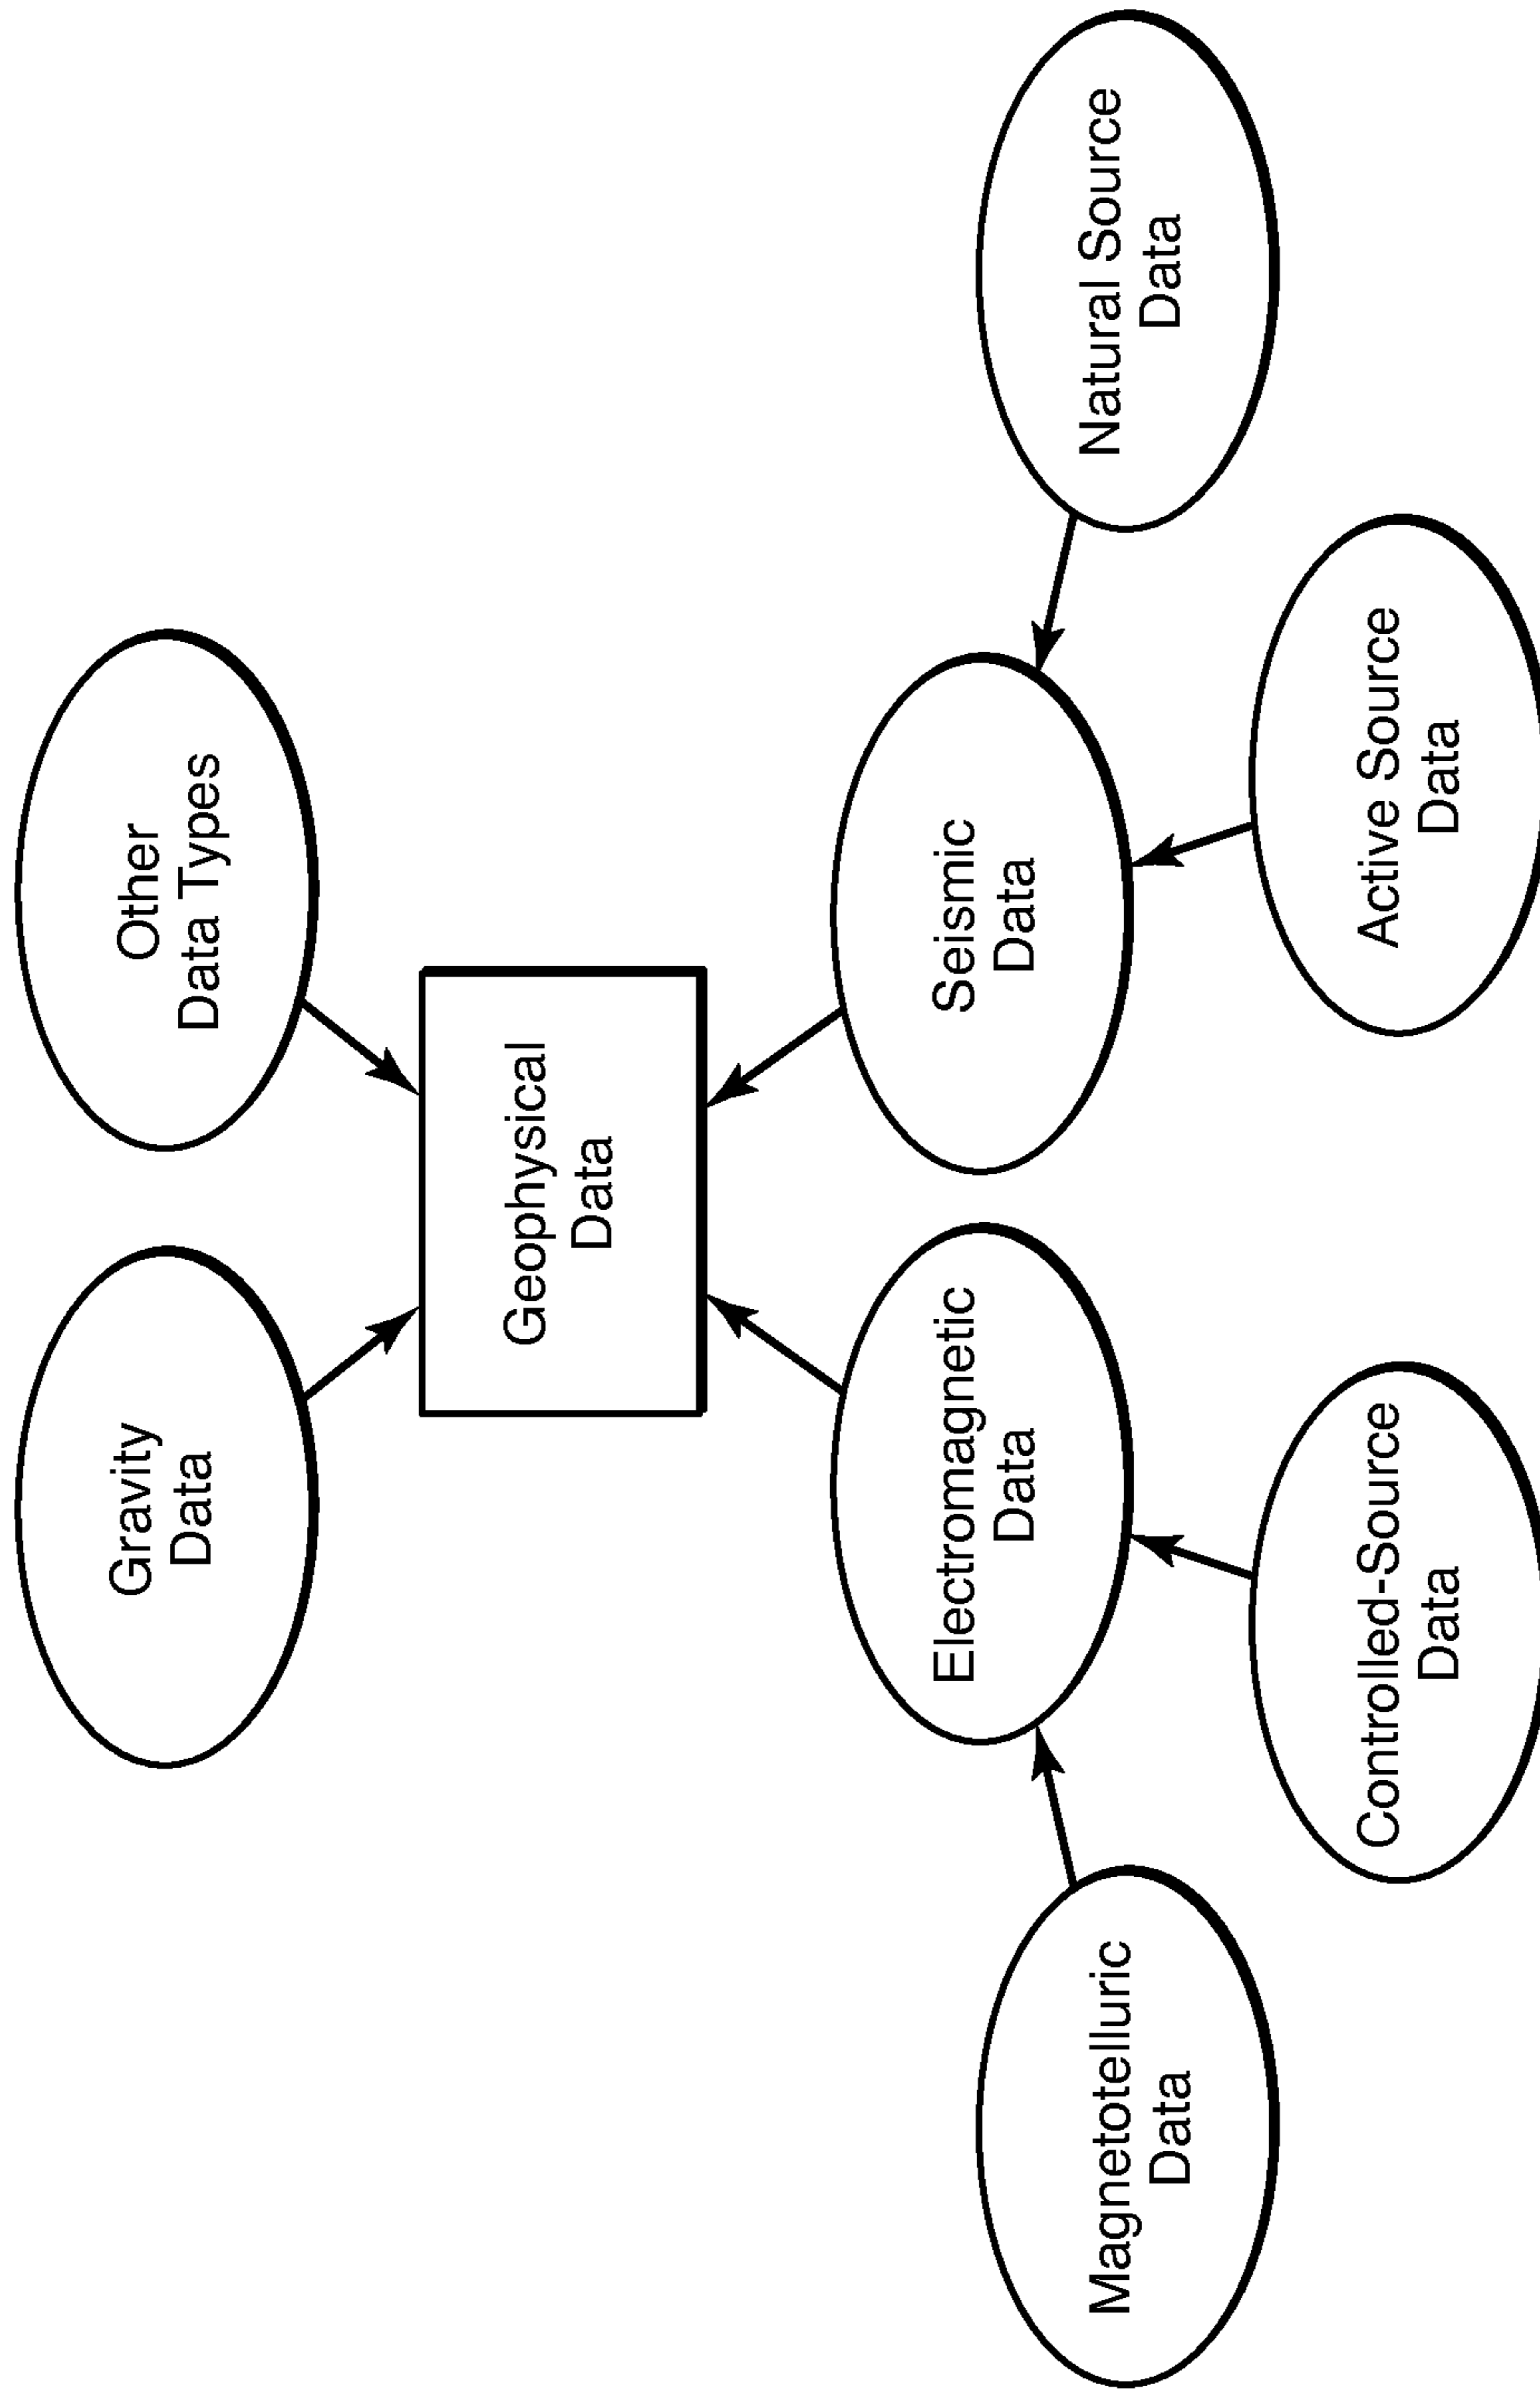 Gravity
Data
Other
Data Types
Geophysical
Data
Electromagnetic
Data
Seismic
Data
Magnetotelluric
Data
Natural Source
Data
Controlled-Source
Data
Active Source
Data